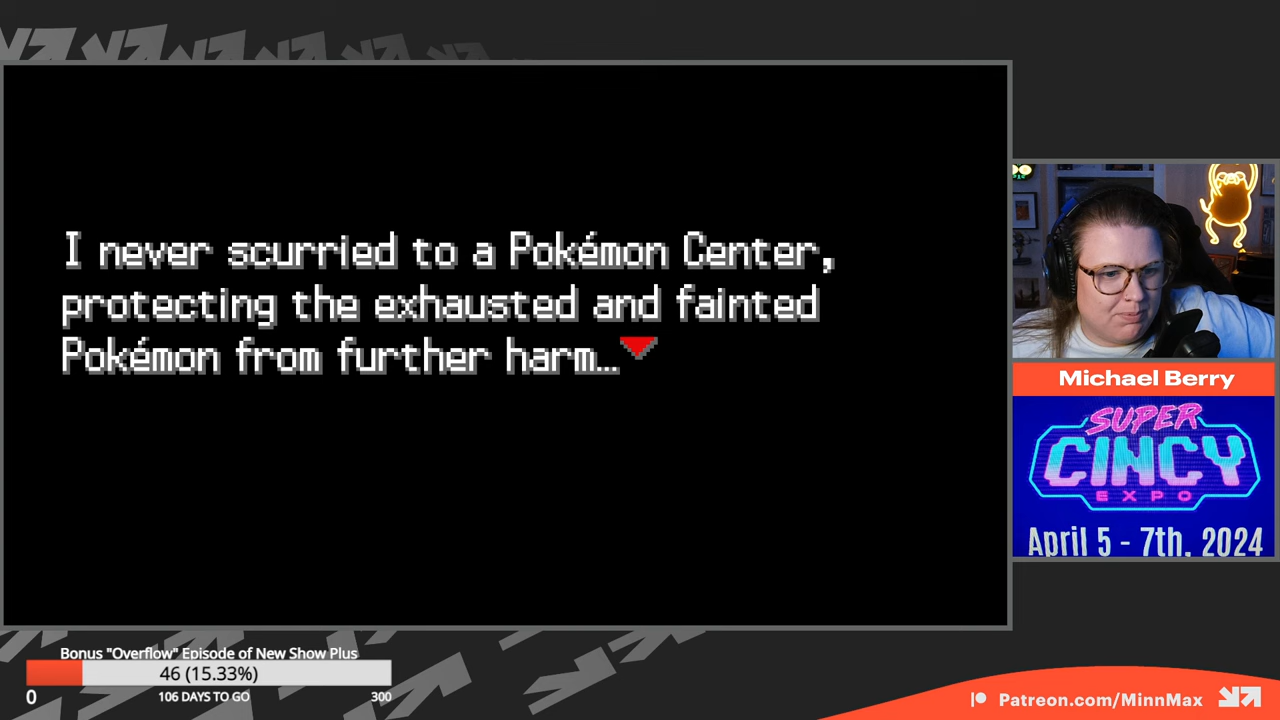 I never scurried to a Pokémon Center,
protecting the exhausted and fainted
Pokémon from further harm...
Michael Berry
SUPER
CINCY
EXPO
April 5 - 7th, 2024
Bonus "Overflow" Episode of New Show Plus
46 (15.33%)
0
106 DAYS TO GO
300
Patreon.com/MinnMax